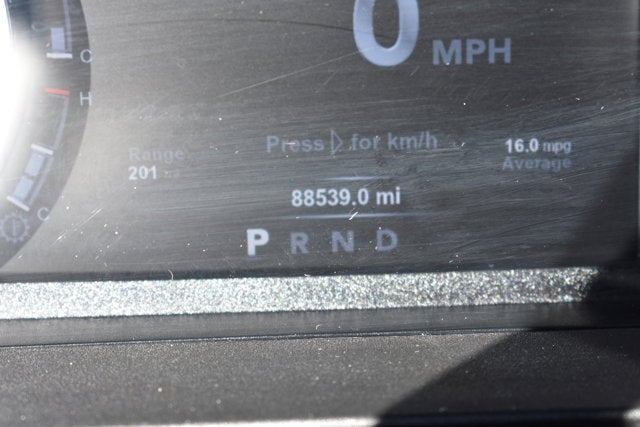 0 MPH
C
H
Press ▷ for km/h
Range
201
16.0 mpg
Average
88539.0 mi
C
P R N D